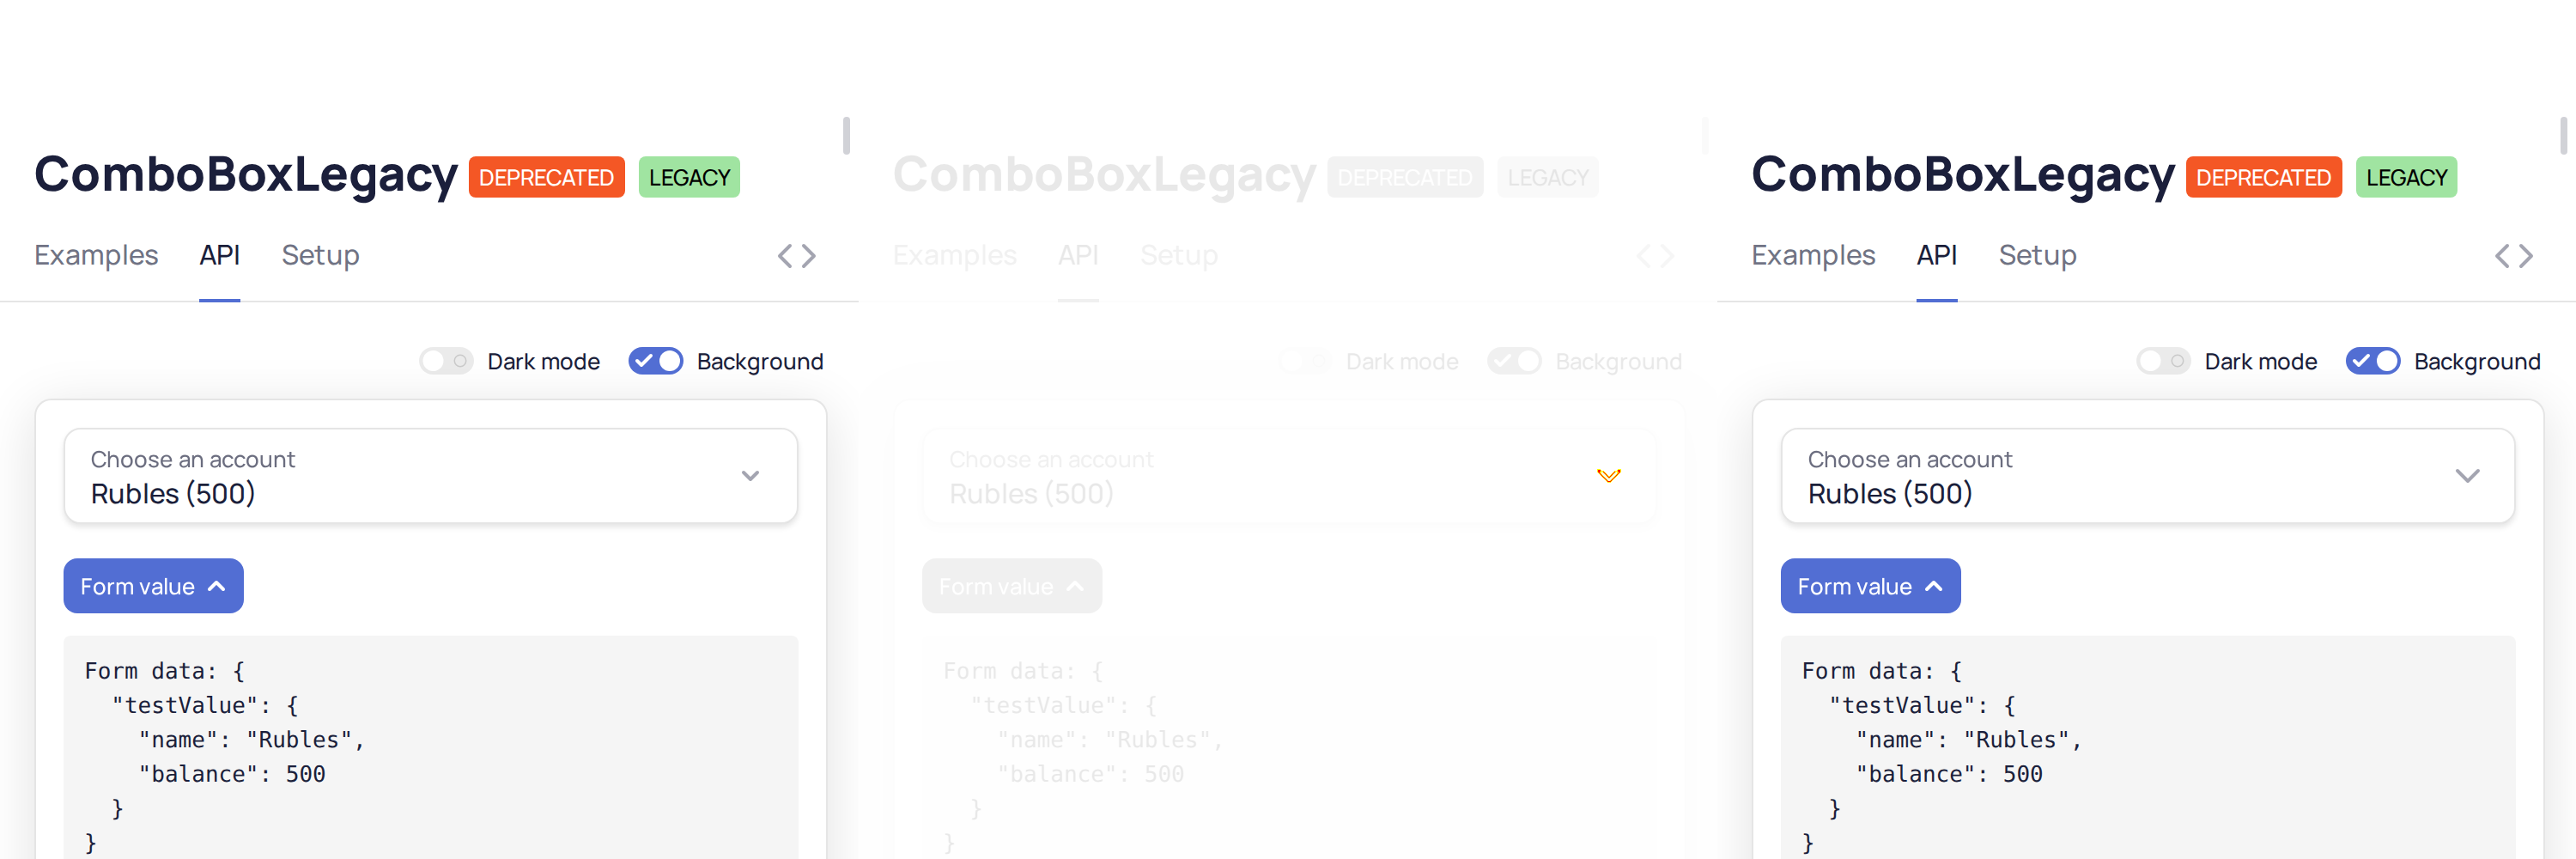 ComboBoxLegacy DEPRECATED LEGACY
Examples API Setup
Dark mode Background
Choose an account
Rubles (500)
Form value
Form data: {
  "testValue": {
    "name": "Rubles",
    "balance": 500
  }
}
ComboBoxLegacy DEPRECATED LEGACY
Examples API Setup
Dark mode Background
Choose an account
Rubles (500)
Form value
Form data: {
  "testValue": {
    "name": "Rubles",
    "balance": 500
  }
}
ComboBoxLegacy DEPRECATED LEGACY
Examples API Setup
Dark mode Background
Choose an account
Rubles (500)
Form value
Form data: {
  "testValue": {
    "name": "Rubles",
    "balance": 500
  }
}